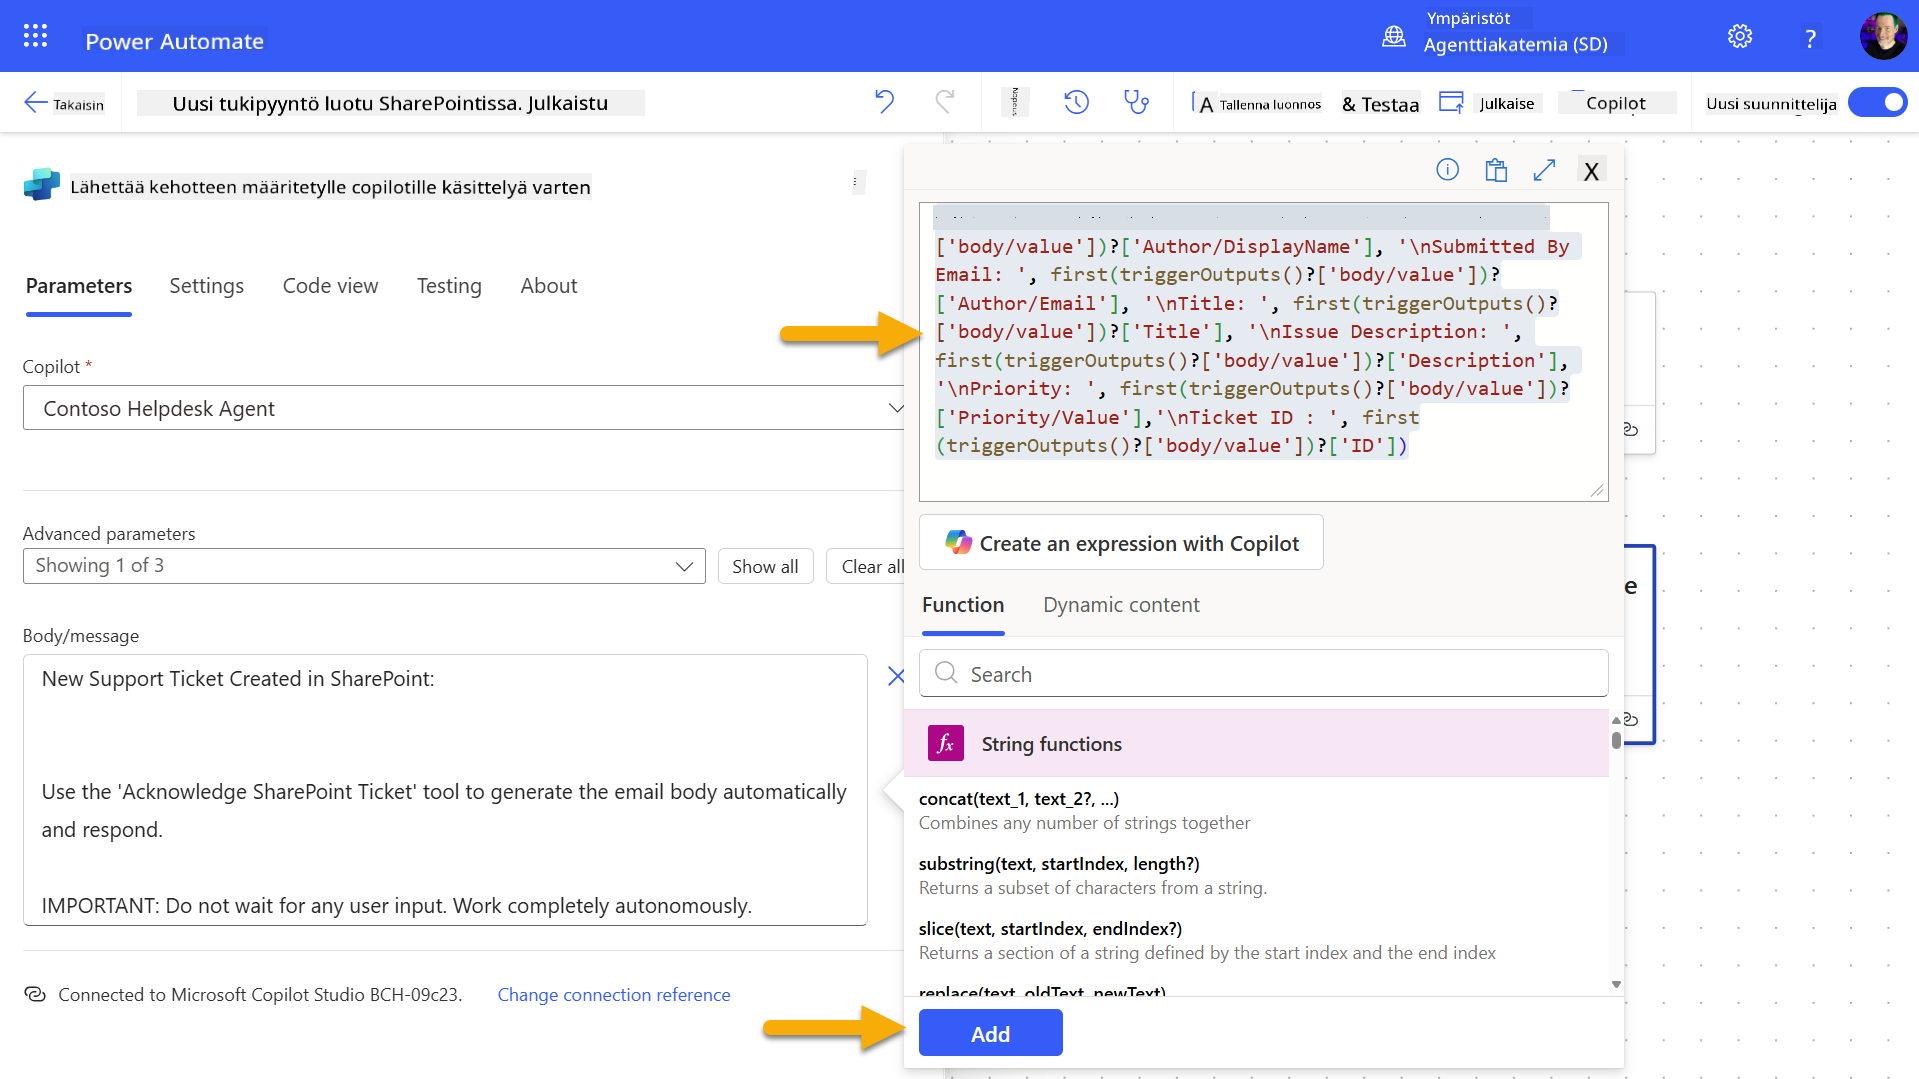 Power Automate
Ympäristöt
Agenttiakatemia (SD)
?
Takaisin
Uusi tukipyyntö luotu SharePointissa. Julkaistu
A Tallenna luonnos
& Testaa
Julkaise
Copilot
Uusi suunnittelija
Lähettää kehotteen määritetylle copilotille käsittelyä varten
Parameters
Settings
Code view
Testing
About
Copilot *
Contoso Helpdesk Agent
Advanced parameters
Showing 1 of 3
Show all
Clear all
Body/message
New Support Ticket Created in SharePoint:
Use the 'Acknowledge SharePoint Ticket' tool to generate the email body automatically
and respond.
IMPORTANT: Do not wait for any user input. Work completely autonomously.
Connected to Microsoft Copilot Studio BCH-09c23.
Change connection reference
X
['body/value'])?['Author/DisplayName'], '\nSubmitted By
Email: ', first(triggerOutputs()?['body/value'])?
['Author/Email'], '\nTitle: ', first(triggerOutputs()?
['body/value'])?['Title'], '\nIssue Description: ',
first(triggerOutputs()?['body/value'])?['Description'],
'\nPriority: ', first(triggerOutputs()?['body/value'])?
['Priority/Value'],'\nTicket ID : ', first
(triggerOutputs()?['body/value'])?['ID'])
Create an expression with Copilot
Function
Dynamic content
Search
fx
String functions
concat(text_1, text_2?, ...)
Combines any number of strings together
substring(text, startIndex, length?)
Returns a subset of characters from a string.
slice(text, startIndex, endIndex?)
Returns a section of a string defined by the start index and the end index
replace(text, oldText, newText)
Add
e